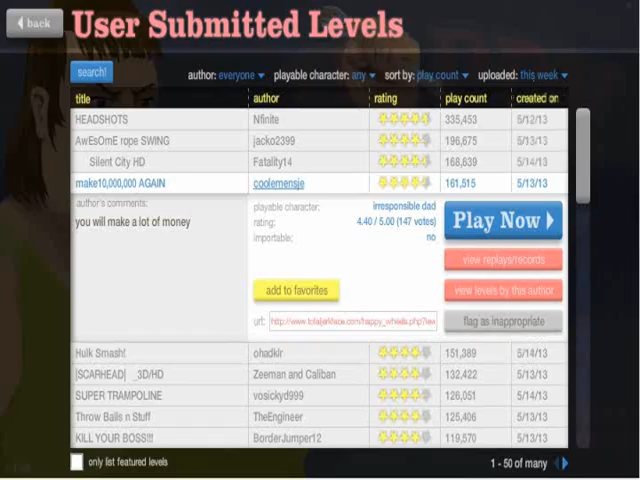 back
User Submitted Levels
search!
author: everyone playable character: any sort by: play count uploaded: this week
title author rating play count created on
HEADSHOTS Nfinite 335,453 5/12/13
AwEsOmE rope SWING jacko2399 196,675 5/13/13
Silent City HD Fatality14 168,639 5/14/13
make10,000,000 AGAIN coolemensje 161,515 5/13/13
author's comments:
you will make a lot of money
playable character: irresponsible dad
rating: 4.40 / 5.00 (147 votes)
importable: no
Play Now
view replays/records
add to favorites
view levels by this author
url: http://www.totaljerkface.com/happy_wheels.php?
flag as inappropriate
Hulk Smash! ohadklr 151,389 5/14/13
|SCARHEAD| _3D/HD Zeeman and Caliban 132,422 5/13/13
SUPER TRAMPOLINE vosickyd999 126,051 5/14/13
Throw Balls n Stuff TheEngineer 125,406 5/13/13
KILL YOUR BOSS!!! BorderJumper12 119,570 5/13/13
only list featured levels
1 - 50 of many